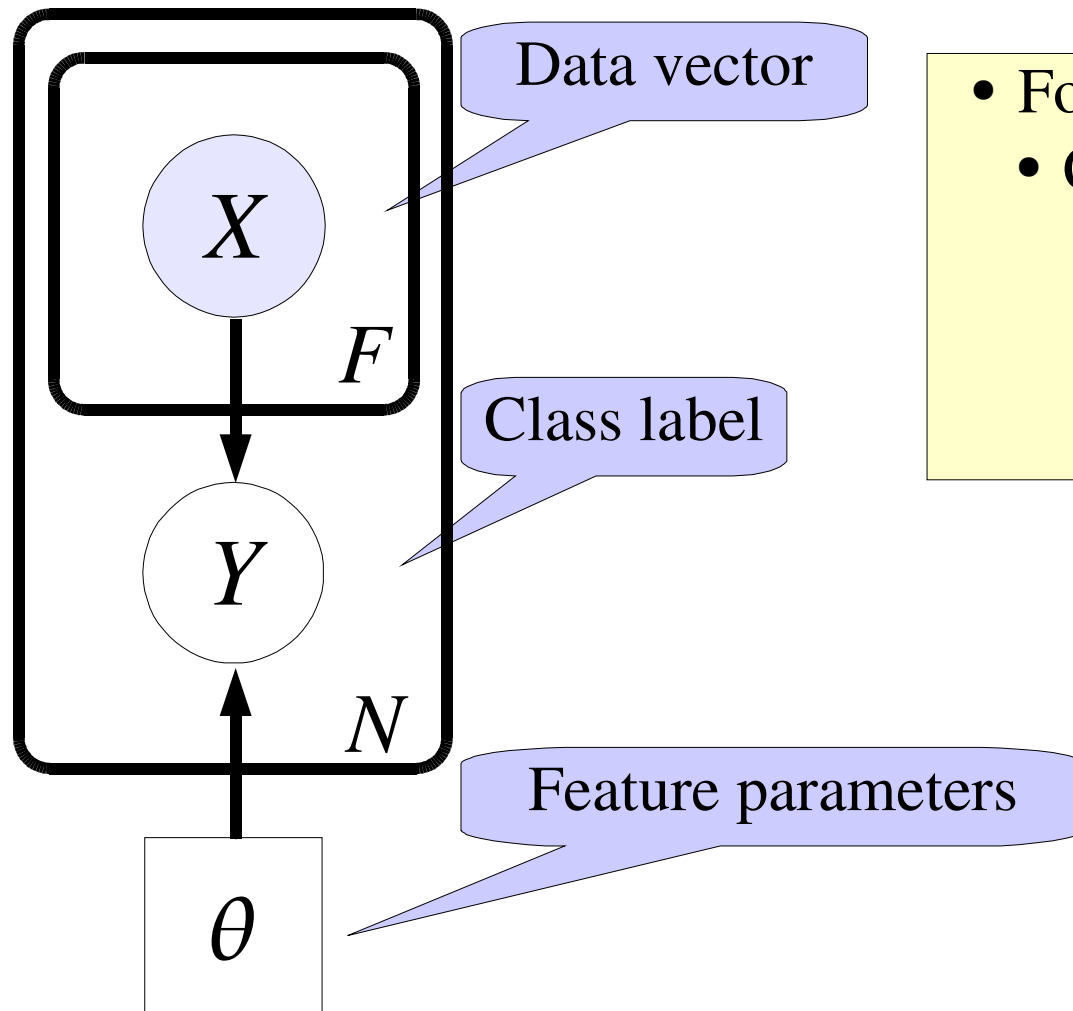 Data vector
X
F
Class label
Y
N
Feature parameters
θ
•
•